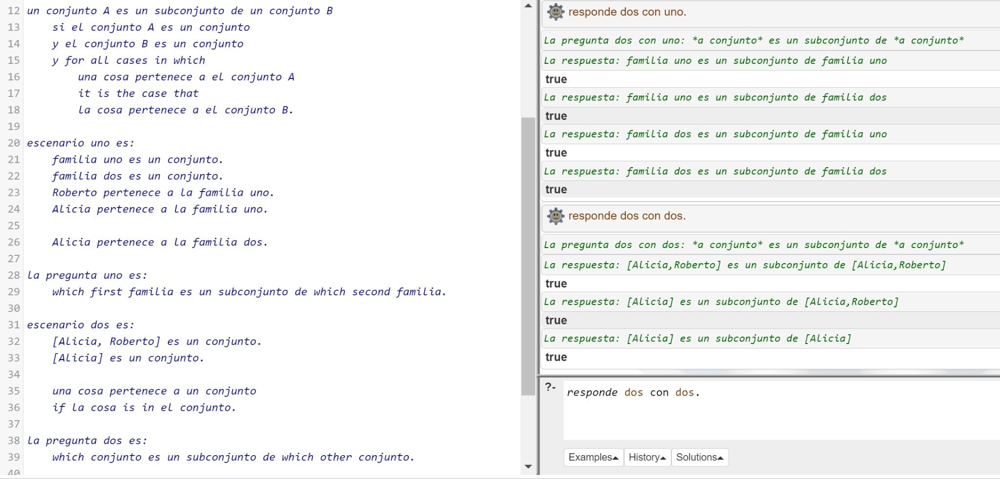 12 un conjunto A es un subconjunto de un conjunto B
13 si el conjunto A es un conjunto
14 y el conjunto B es un conjunto
15 y for all cases in which
16 una cosa pertenece a el conjunto A
17 it is the case that
18 la cosa pertenece a el conjunto B.
19
20 escenario uno es:
21 familia uno es un conjunto.
22 familia dos es un conjunto.
23 Roberto pertenece a la familia uno.
24 Alicia pertenece a la familia uno.
25
26 Alicia pertenece a la familia dos.
27
28 la pregunta uno es:
29 which first familia es un subconjunto de which second familia.
30
31 escenario dos es:
32 [Alicia, Roberto] es un conjunto.
33 [Alicia] es un conjunto.
34
35 una cosa pertenece a un conjunto
36 if la cosa is in el conjunto.
37
38 la pregunta dos es:
39 which conjunto es un subconjunto de which other conjunto.
40
responde dos con uno.
La pregunta dos con uno: *a conjunto* es un subconjunto de *a conjunto*
La respuesta: familia uno es un subconjunto de familia uno
true
La respuesta: familia uno es un subconjunto de familia dos
true
La respuesta: familia dos es un subconjunto de familia uno
true
La respuesta: familia dos es un subconjunto de familia dos
true
responde dos con dos.
La pregunta dos con dos: *a conjunto* es un subconjunto de *a conjunto*
La respuesta: [Alicia,Roberto] es un subconjunto de [Alicia,Roberto]
true
La respuesta: [Alicia] es un subconjunto de [Alicia,Roberto]
true
La respuesta: [Alicia] es un subconjunto de [Alicia]
true
?- responde dos con dos.
Examples▲ History▲ Solutions▲